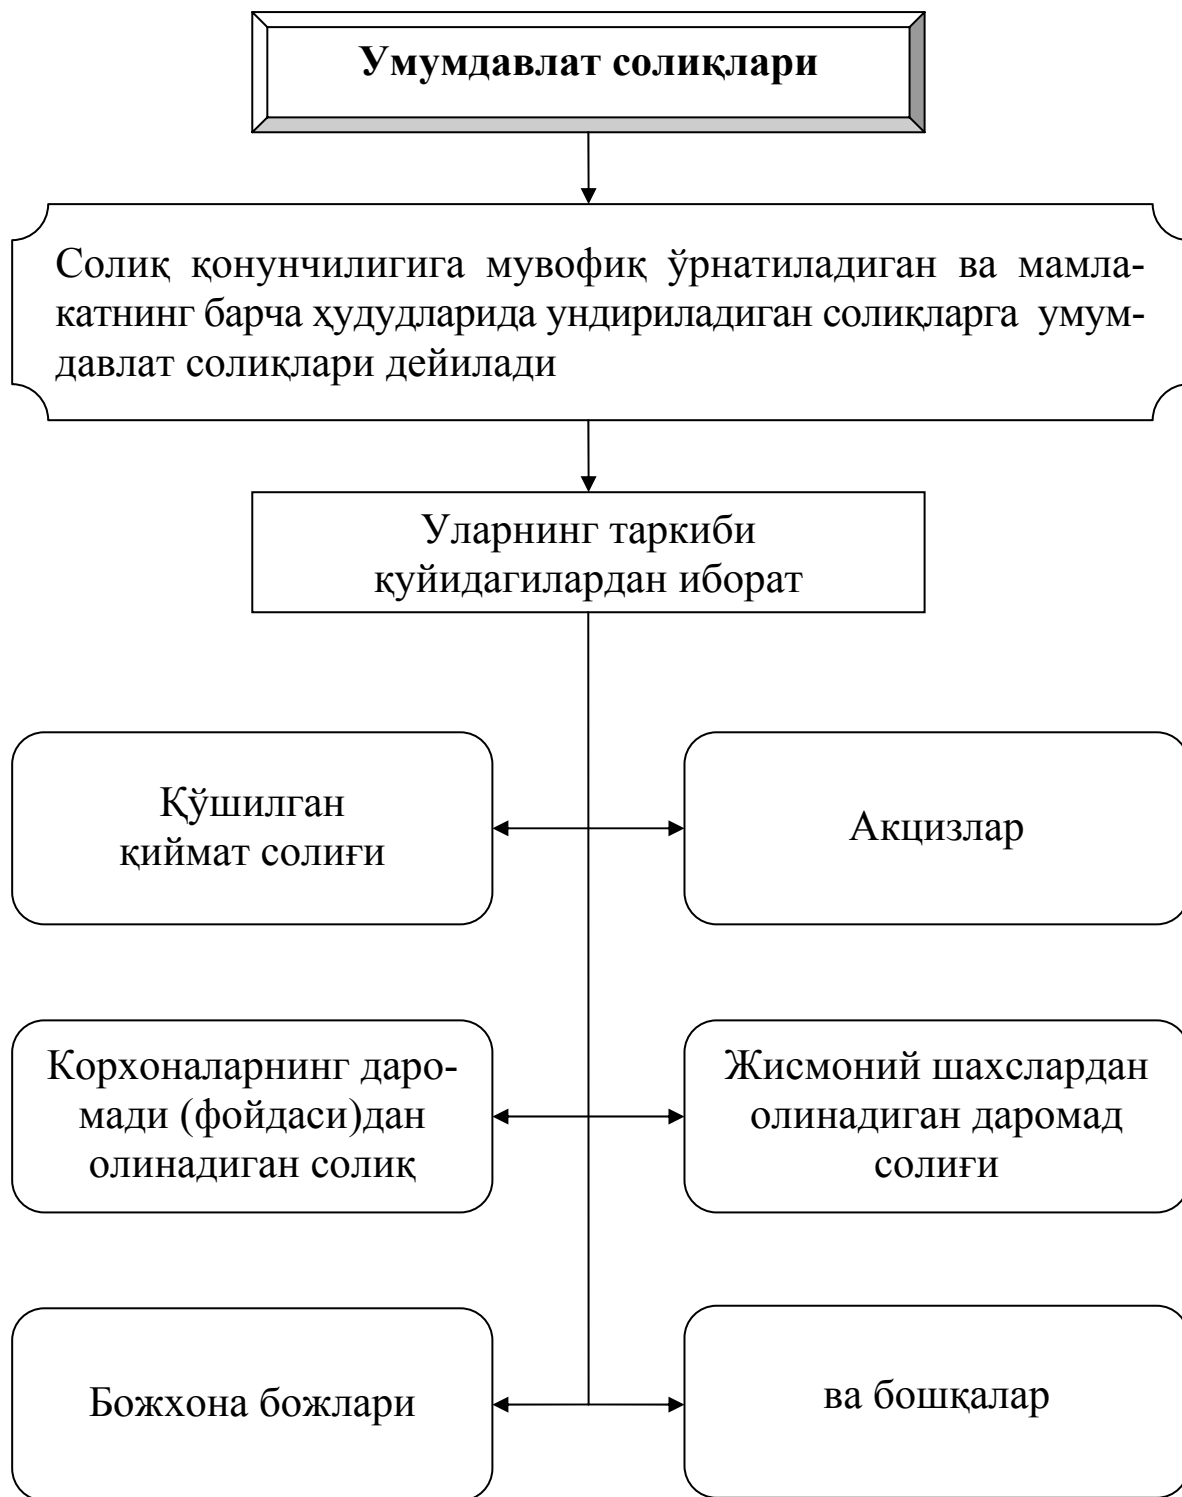 Умумдавлат солиқлари
Солиқ қонунчилигига мувофиқ ўрнатиладиган ва мамла-
катнинг барча ҳудудларида ундириладиган солиқларга умум-
давлат солиқлари дейилади
Уларнинг таркиби
қуйидагилардан иборат
Қўшилган
қиймат солиғи
Акцизлар
Корхоналарнинг даро-
мади (фойдаси)дан
олинадиган солиқ
Жисмоний шахслардан
олинадиган даромад
солиғи
Божхона божлари
ва бошқалар